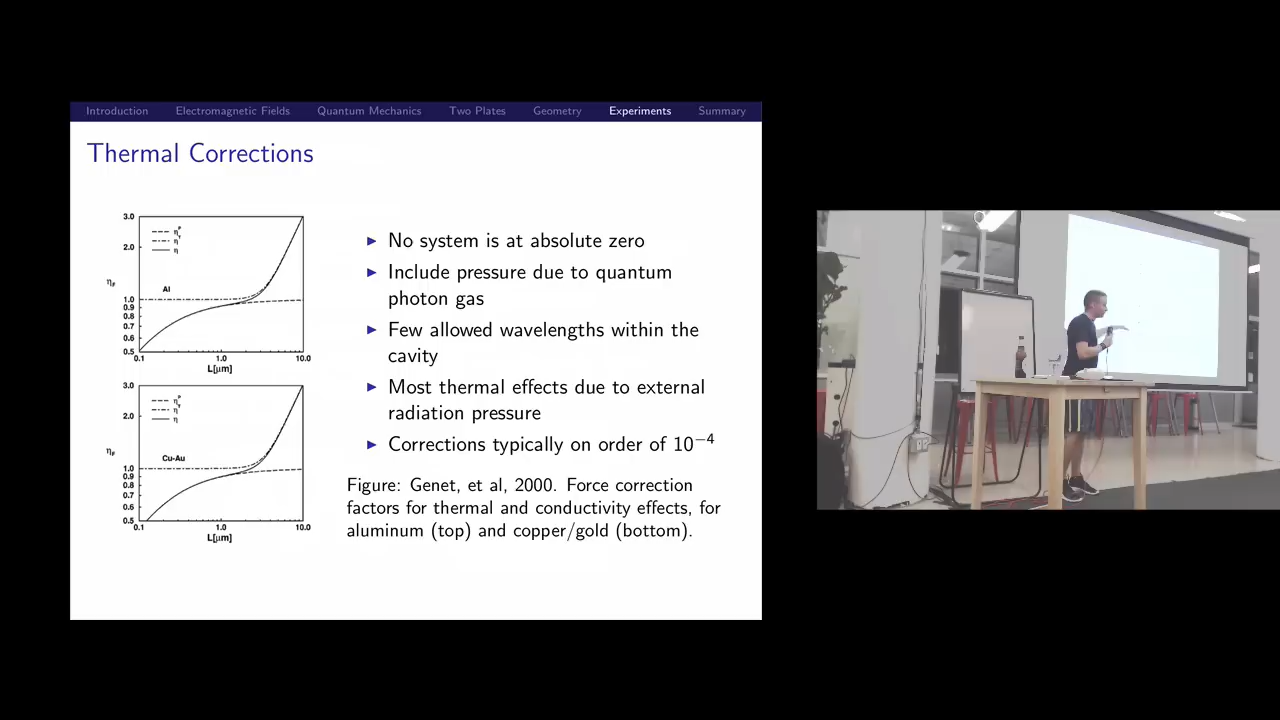 Introduction Electromagnetic Fields Quantum Mechanics Two Plates Geometry Experiments Summary
Thermal Corrections
3.0
2.0
1.0
0.9
0.8
0.7
0.6
0.5
η_F
η^P
η^T
η
Al
0.1 1.0 10.0
L[μm]
3.0
2.0
1.0
0.9
0.8
0.7
0.6
0.5
η_F
η^P
η^T
η
Cu-Au
0.1 1.0 10.0
L[μm]
▶ No system is at absolute zero
▶ Include pressure due to quantum
photon gas
▶ Few allowed wavelengths within the
cavity
▶ Most thermal effects due to external
radiation pressure
▶ Corrections typically on order of 10⁻⁴
Figure: Genet, et al, 2000. Force correction
factors for thermal and conductivity effects, for
aluminum (top) and copper/gold (bottom).